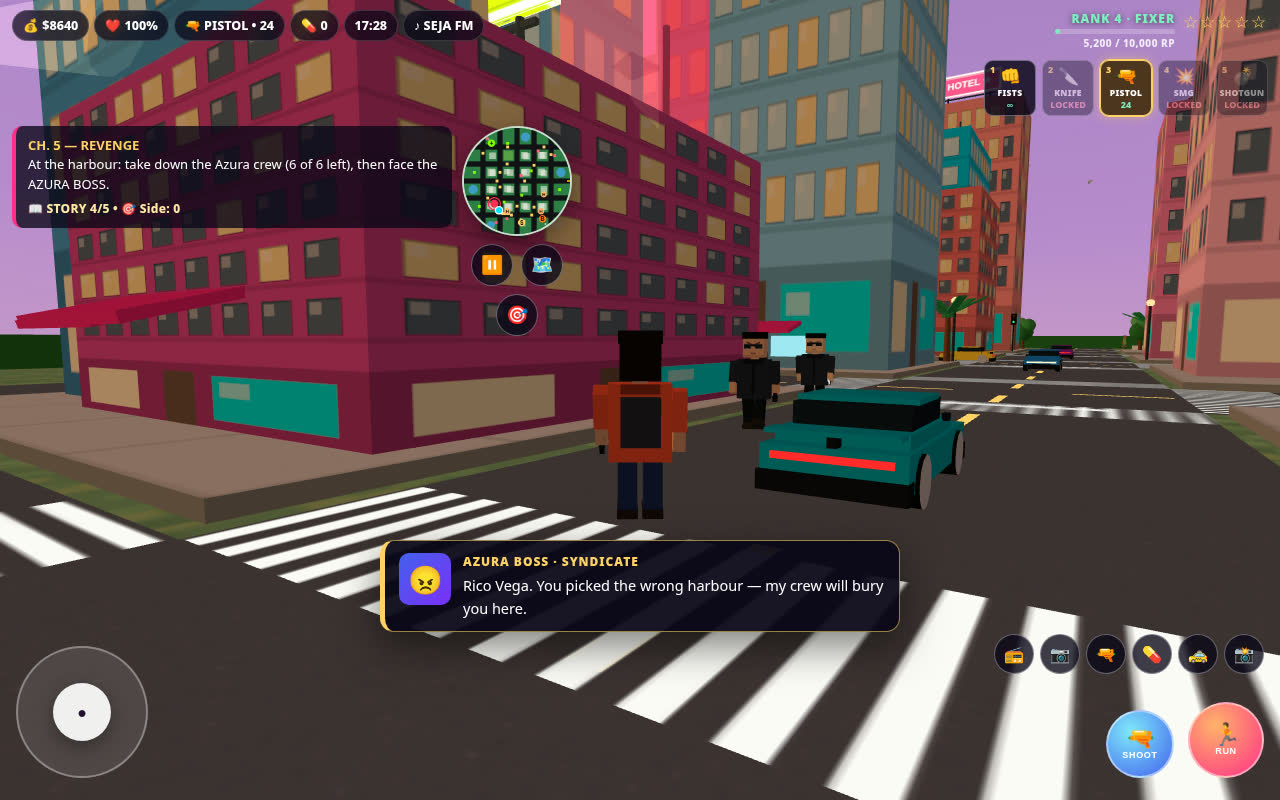 💰 $8640 ❤️ 100% 🔫 PISTOL • 24 💊 0 17:28 ♪ SEJA FM
RANK 4 · FIXER ☆☆☆☆☆
5,200 / 10,000 RP
1 2 3 4 5
FISTS KNIFE PISTOL SMG SHOTGUN
∞ LOCKED 24 LOCKED LOCKED
HOTEL
CH. 5 — REVENGE
At the harbour: take down the Azura crew (6 of 6 left), then face the
AZURA BOSS.
📖 STORY 4/5 • 🎯 Side: 0
AZURA BOSS · SYNDICATE
Rico Vega. You picked the wrong harbour — my crew will bury
you here.
SHOOT
RUN